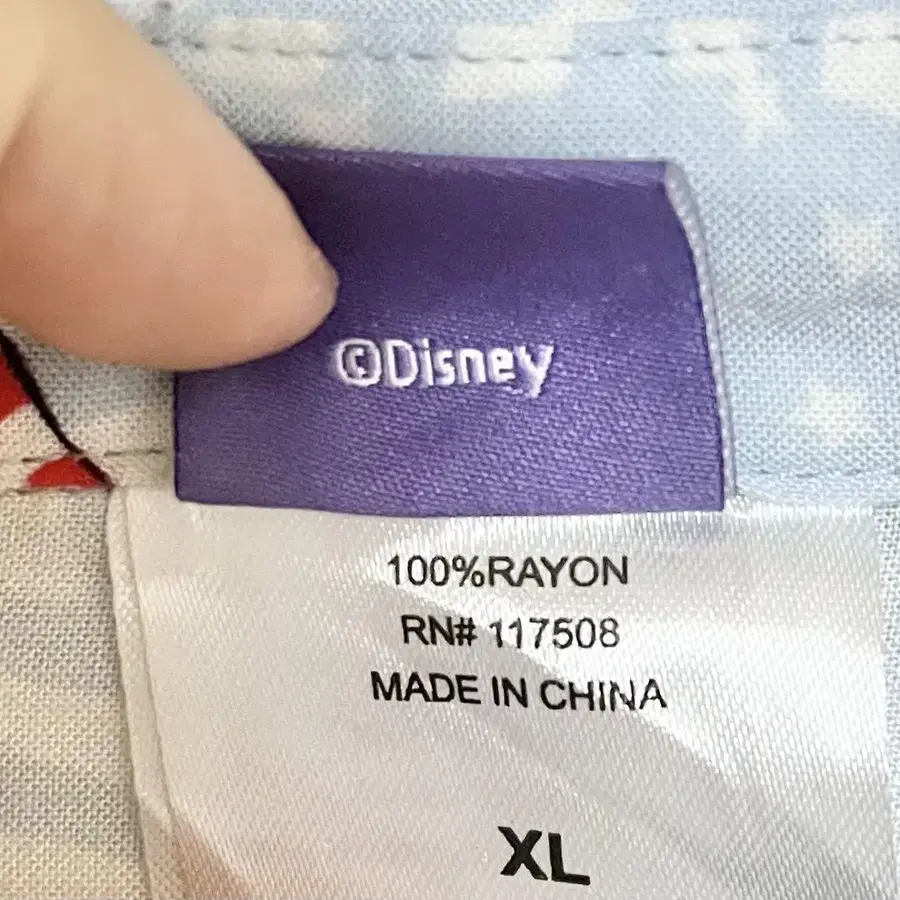 ©Disney
100%RAYON
RN# 117508
MADE IN CHINA
XL